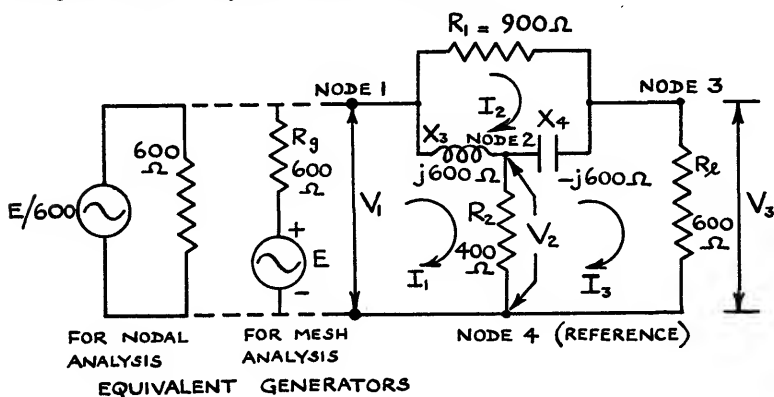 R1 = 900Ω
NODE 1
NODE 3
I2
X3
NODE 2
X4
600
Ω
Rg
600
Ω
j600Ω
-j600Ω
Rℓ
E/600
V1
R2
V2
V3
+
E
-
400
Ω
600
Ω
I1
I3
FOR NODAL
ANALYSIS
FOR MESH
ANALYSIS
NODE 4 (REFERENCE)
EQUIVALENT GENERATORS